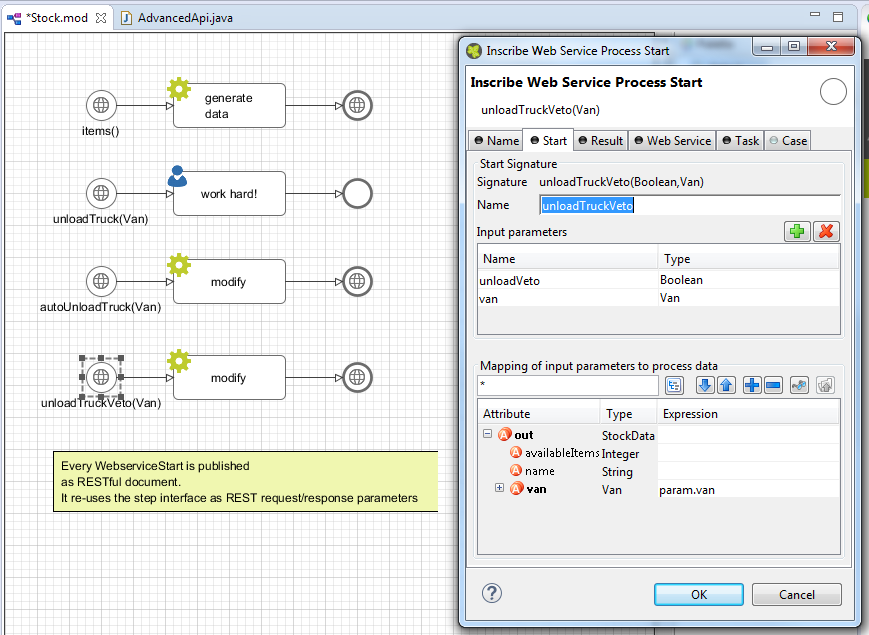 *Stock.mod
AdvancedApi.java
items()
generate
data
unloadTruck(Van)
work hard!
autoUnloadTruck(Van)
modify
unloadTruckVeto(Van)
modify
Every WebserviceStart is published
as RESTful document.
It re-uses the step interface as REST request/response parameters
Inscribe Web Service Process Start
Inscribe Web Service Process Start
unloadTruckVeto(Van)
Name Start Result Web Service Task Case
Start Signature
Signature unloadTruckVeto(Boolean,Van)
Name unloadTruckVeto
Input parameters
Name Type
unloadVeto Boolean
van Van
Mapping of input parameters to process data
*
Attribute Type Expression
out StockData
availableItems Integer
name String
van Van param.van
OK Cancel